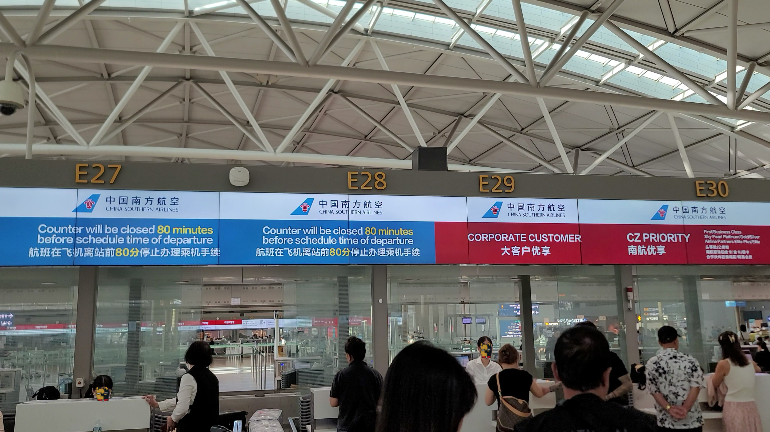 E27
E28
E29
E30
中国南方航空
CHINA SOUTHERN AIRLINES
Counter will be closed 80 minutes
before schedule time of departure
航班在飞机离站前80分停止办理乘机手续
中国南方航空
CHINA SOUTHERN AIRLINES
Counter will be closed 80 minutes
before schedule time of departure
航班在飞机离站前80分停止办理乘机手续
中国南方航空
CHINA SOUTHERN AIRLINES
CORPORATE CUSTOMER
大客户优享
中国南方航空
CHINA SOUTHERN AIRLINES
CZ PRIORITY
南航优享